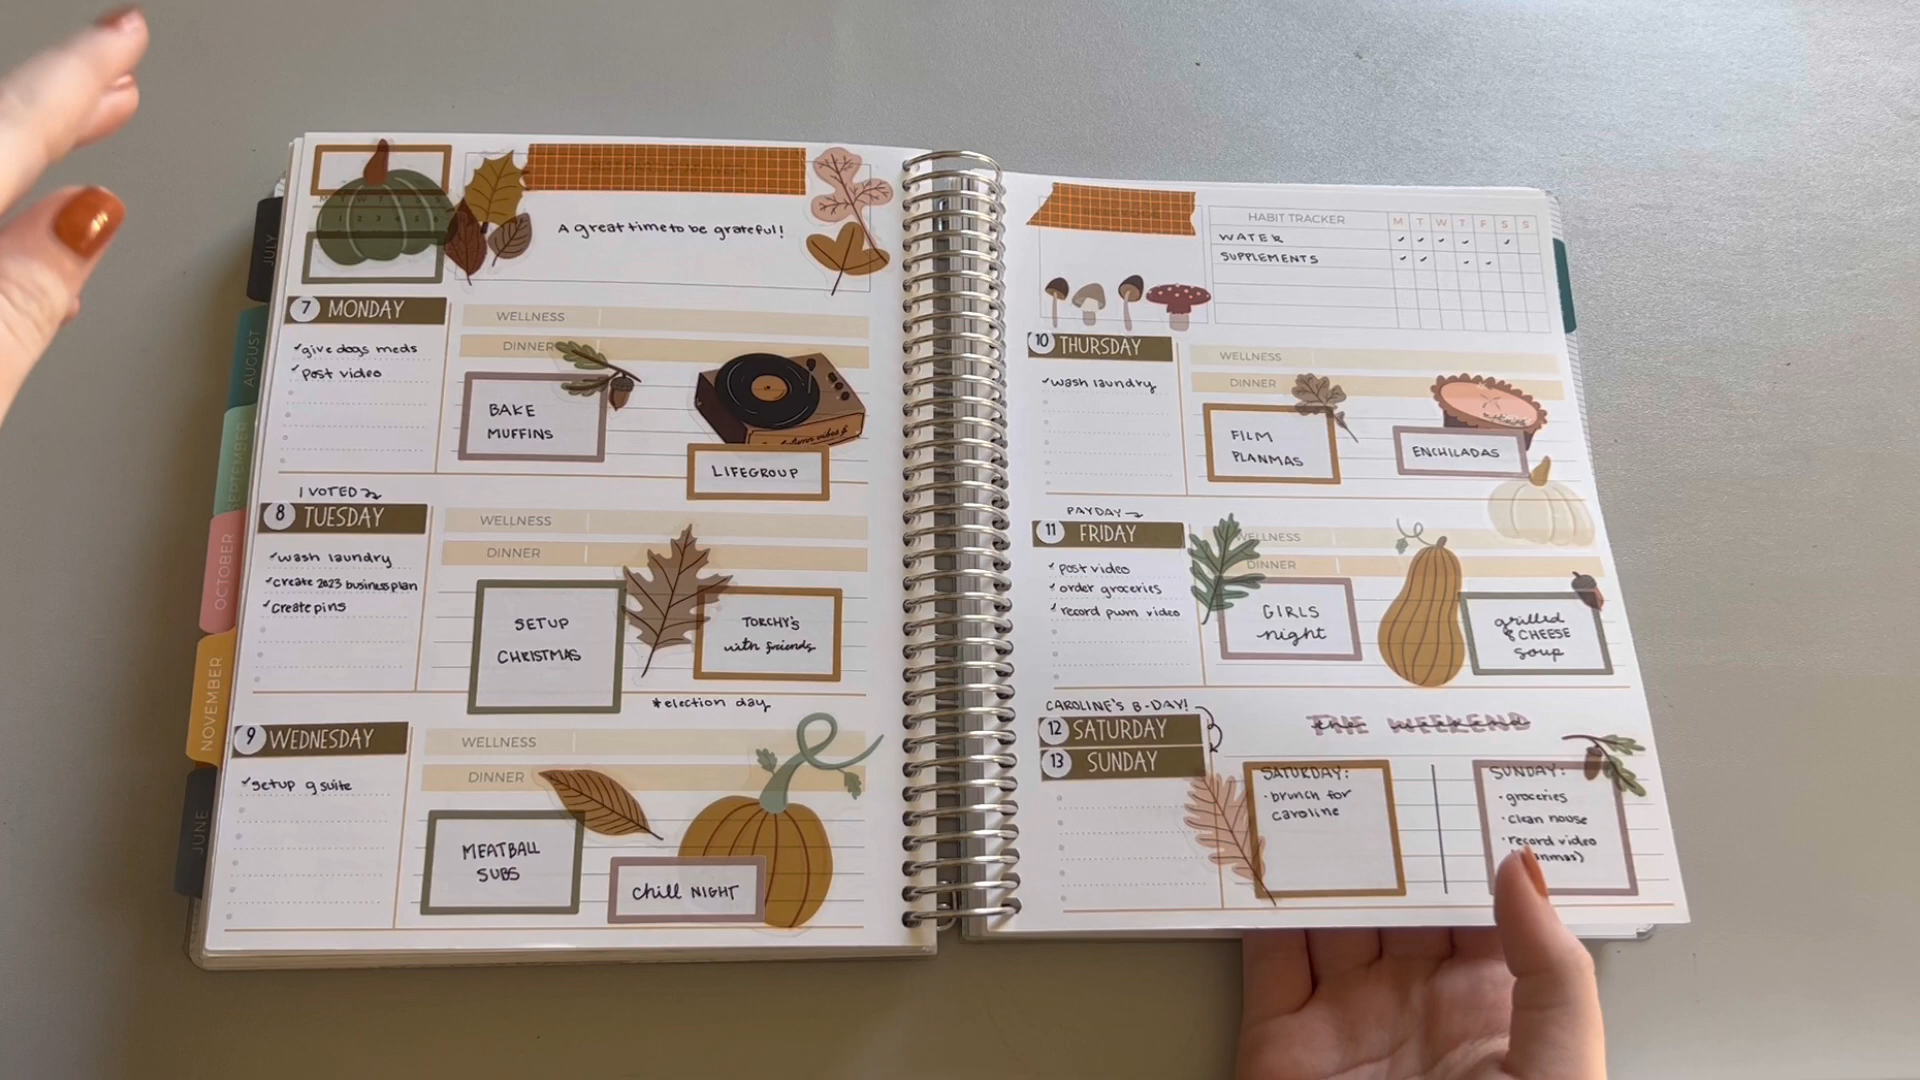 A great time to be grateful!
7 MONDAY
✓give dogs meds
✓post video
WELLNESS
DINNER
BAKE
MUFFINS
autumn vibes
LIFEGROUP
I VOTED
8 TUESDAY
✓wash laundry
✓create 2023 business plan
✓create pins
WELLNESS
DINNER
SETUP
CHRISTMAS
TORCHY'S
with friends
*election day
9 WEDNESDAY
✓setup g suite
WELLNESS
DINNER
MEATBALL
SUBS
chill NIGHT
HABIT TRACKER M T W T F S S
WATER ✓ ✓ ✓ ✓ ✓
SUPPLEMENTS ✓ ✓ ✓ ✓
10 THURSDAY
✓wash laundry
WELLNESS
DINNER
FILM
PLANMAS
ENCHILADAS
PAYDAY
11 FRIDAY
✓post video
✓order groceries
✓record pwm video
WELLNESS
DINNER
GIRLS
night
grilled
CHEESE
soup
CAROLINE'S B-DAY!
12 SATURDAY
13 SUNDAY
THE WEEKEND
SATURDAY:
·brunch for
caroline
SUNDAY:
·groceries
·clean house
·record video
JULY
AUGUST
SEPTEMBER
OCTOBER
NOVEMBER
JUNE